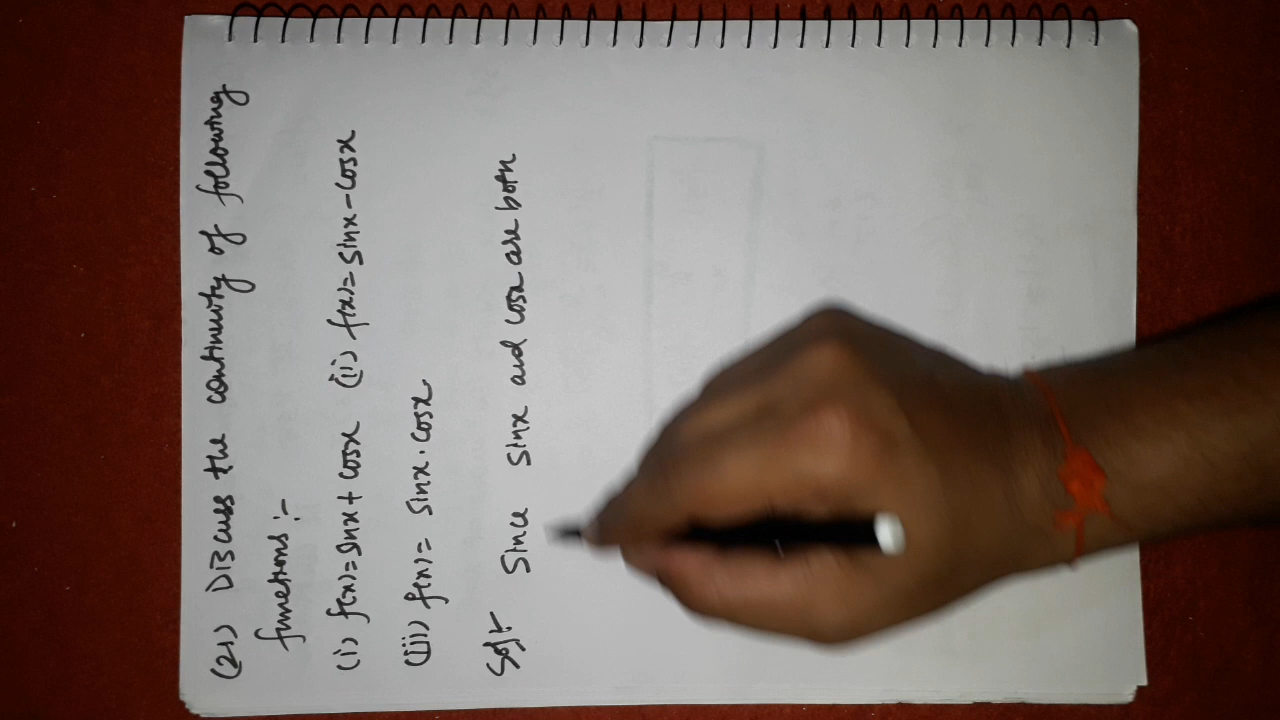 (21) Discuss the continuity of following
functions :-
(i) f(x) = sinx + cosx (ii) f(x) = sinx - cosx
(iii) f(x) = sinx . cosx
Sol:- Since sinx and cosx are both